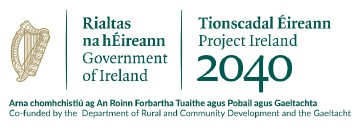 Rialtas
na hÉireann
Government
of Ireland
Tionscadal Éireann
Project Ireland
2040
Arna chomhchistiú ag An Roinn Forbartha Tuaithe agus Pobail agus Gaeltachta
Co-funded by the Department of Rural and Community Development and the Gaeltacht